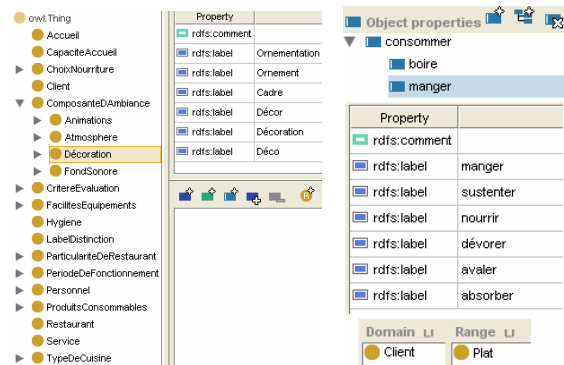 owl:Thing
Accueil
CapaciteAccueil
ChoixNourriture
Client
ComposanteDAmbiance
Animations
Atmosphere
Décoration
FondSonore
CritereEvaluation
FacilitesEquipements
Hygiene
LabelDistinction
ParticulariteDeRestaurant
PeriodeDeFonctionnement
Personnel
ProduitsConsommables
Restaurant
Service
TypeDeCuisine
Property
rdfs:comment
rdfs:label Ornementation
rdfs:label Ornement
rdfs:label Cadre
rdfs:label Décor
rdfs:label Décoration
rdfs:label Déco
Object properties
consommer
boire
manger
Property
rdfs:comment
rdfs:label manger
rdfs:label sustenter
rdfs:label nourrir
rdfs:label dévorer
rdfs:label avaler
rdfs:label absorber
Domain Range
Client Plat